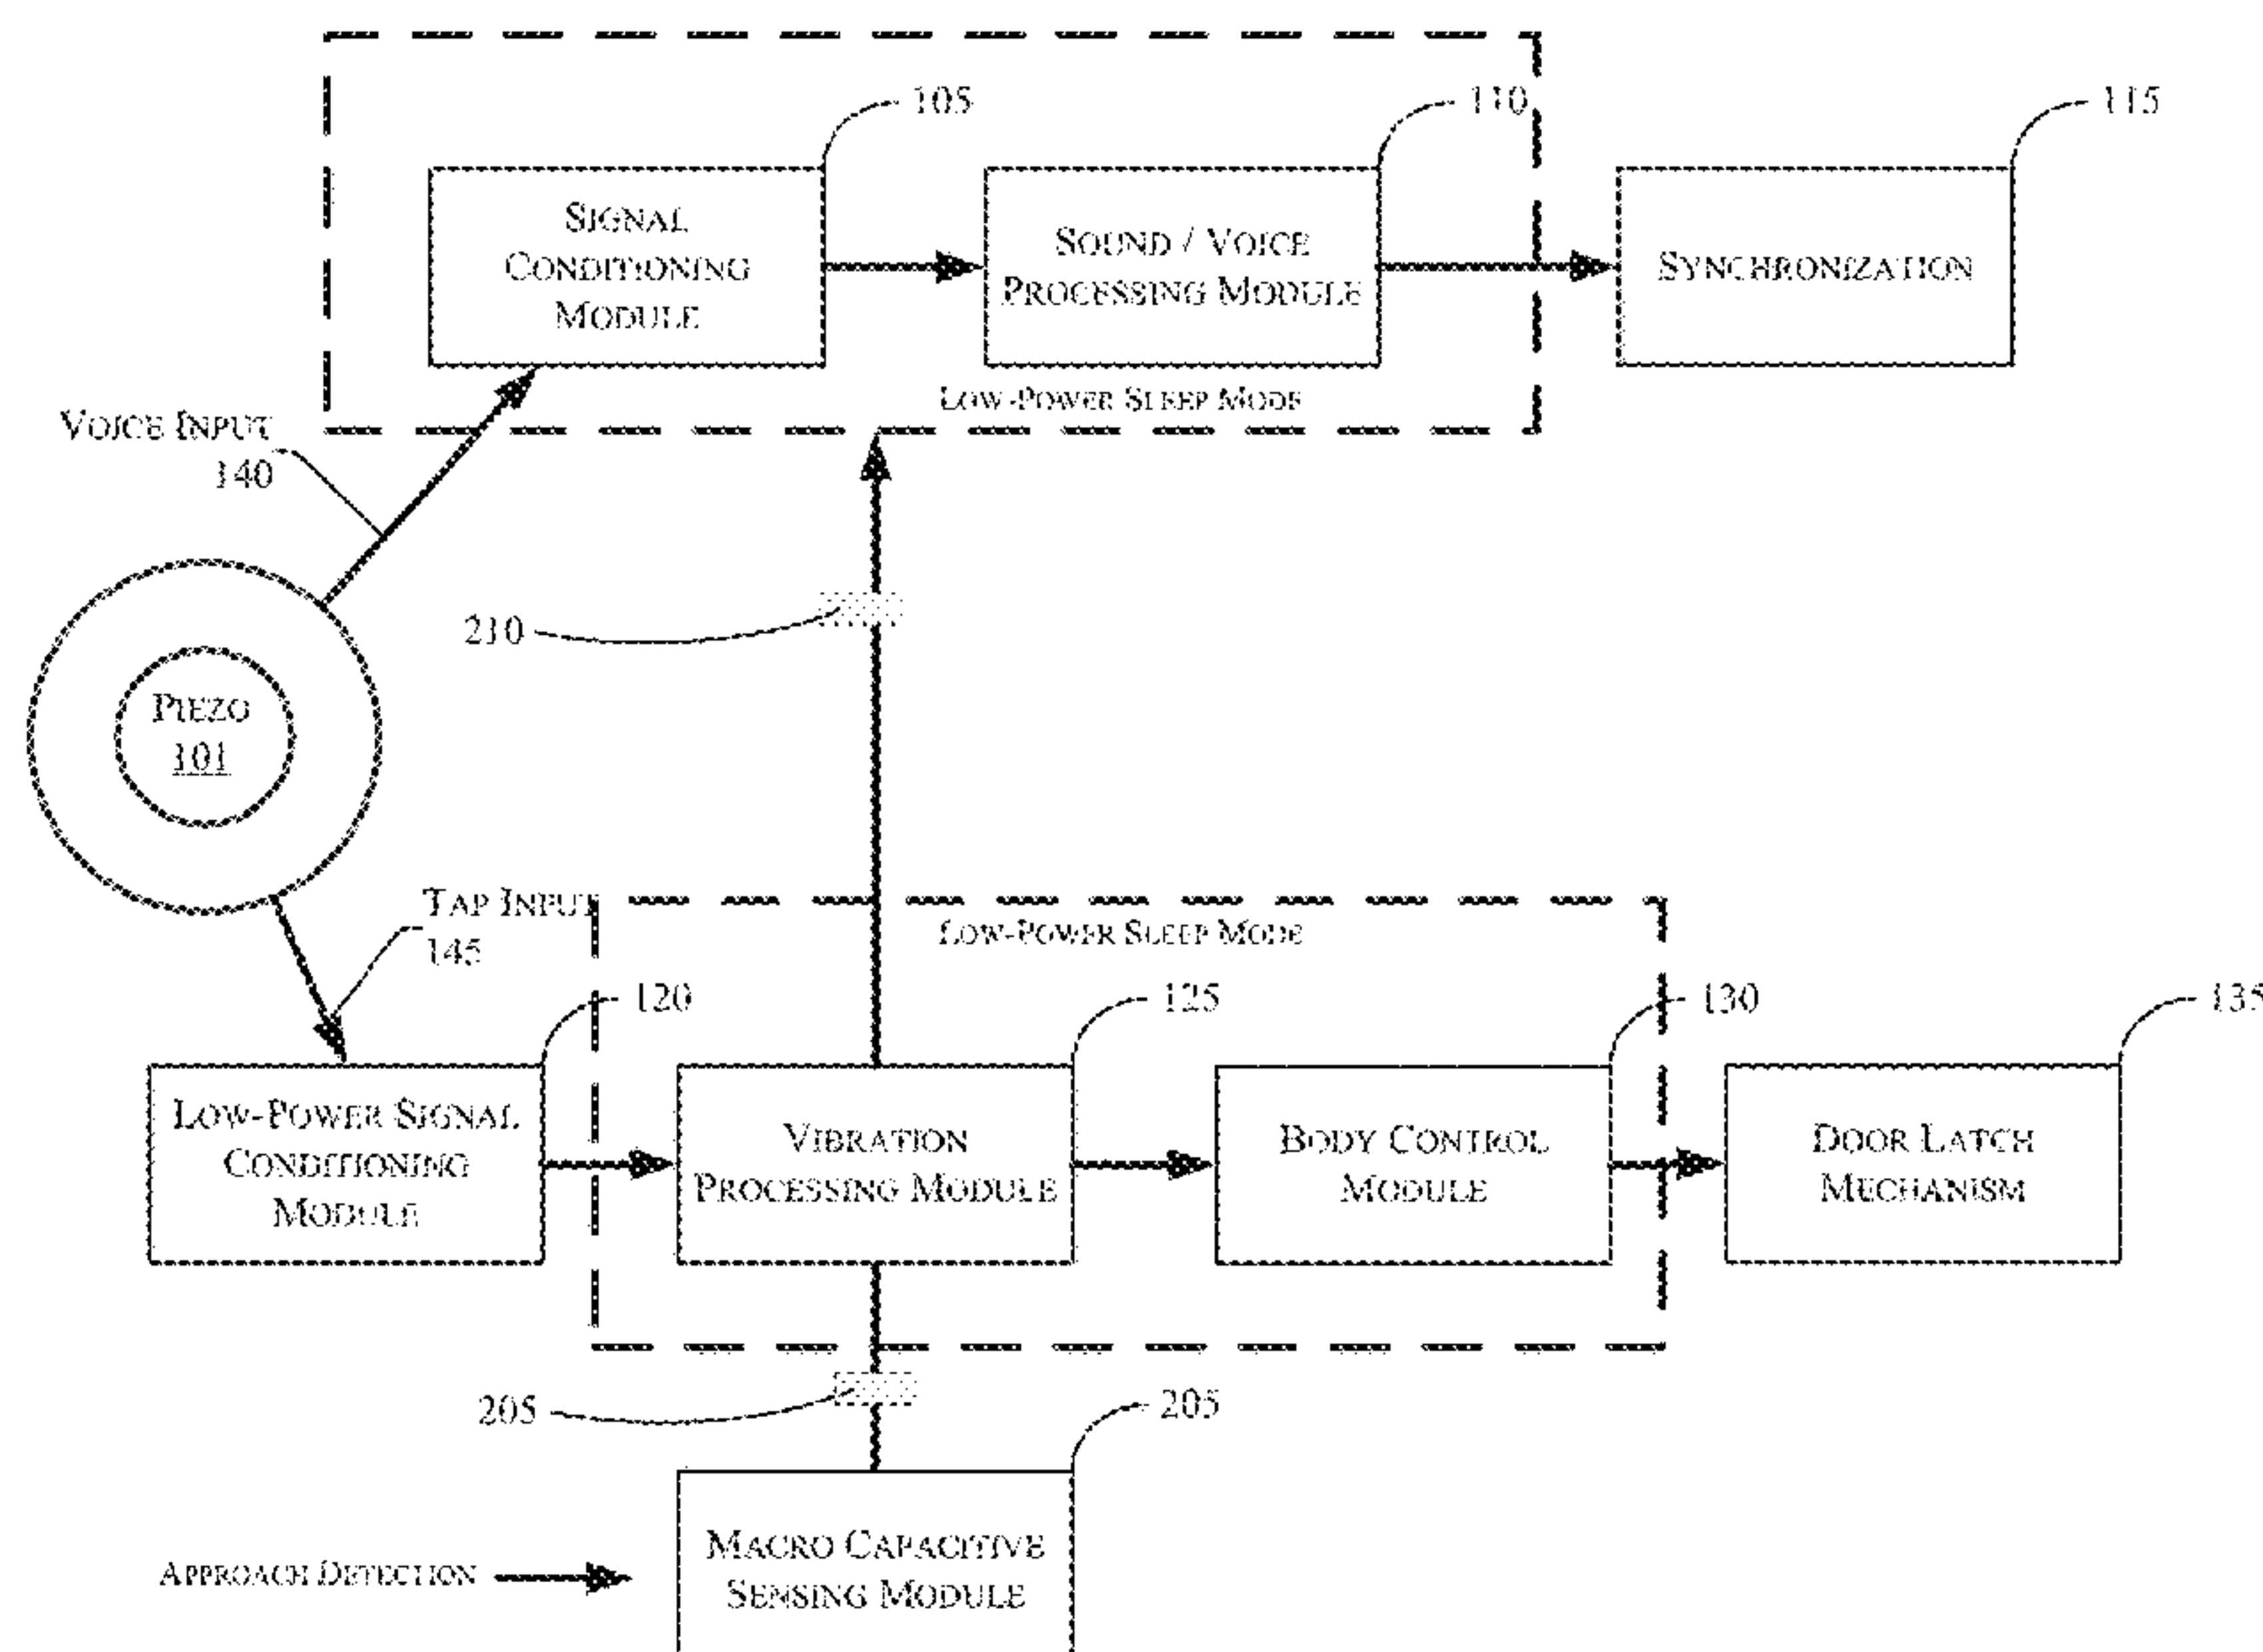 105
110
115
SIGNAL
CONDITIONING
MODULE
SOUND / VOICE
PROCESSING MODULE
SYNCHRONIZATION
LOW-POWER SLEEP MODE
VOICE INPUT
140
210
PIEZO
101
TAP INPUT
145
LOW-POWER SLEEP MODE
120
125
130
135
LOW-POWER SIGNAL
CONDITIONING
MODULE
VIBRATION
PROCESSING MODULE
BODY CONTROL
MODULE
DOOR LATCH
MECHANISM
205
205
MACRO CAPACITIVE
SENSING MODULE
APPROACH DETECTION